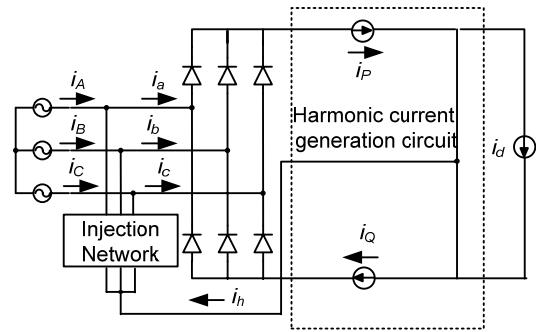 i_A
i_a
i_B
i_b
i_C
i_c
Injection
Network
i_P
Harmonic current
generation circuit
i_d
i_Q
i_h